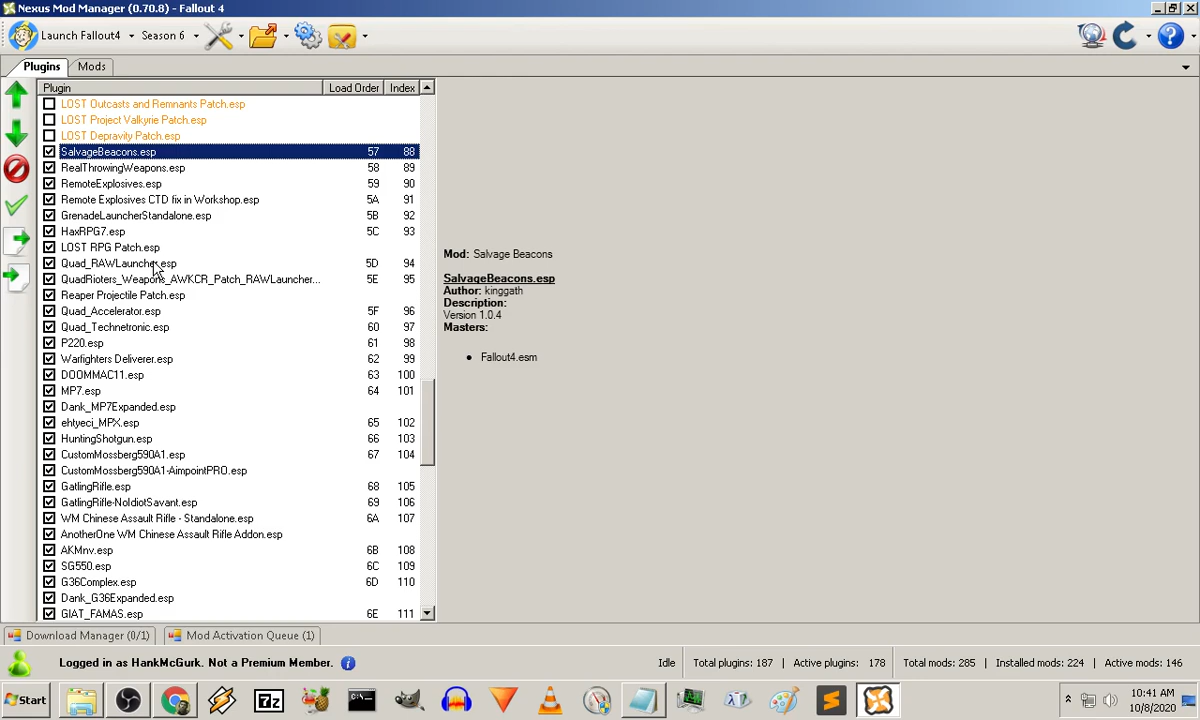 Nexus Mod Manager (0.70.8) - Fallout 4
Launch Fallout4 Season 6
Plugins Mods
Plugin Load Order Index
LOST Outcasts and Remnants Patch.esp
LOST Project Valkyrie Patch.esp
LOST Depravity Patch.esp
SalvageBeacons.esp 57 88
RealThrowingWeapons.esp 58 89
RemoteExplosives.esp 59 90
Remote Explosives CTD fix in Workshop.esp 5A 91
GrenadeLauncherStandalone.esp 5B 92
HaxRPG7.esp 5C 93
LOST RPG Patch.esp
Quad_RAWLauncher.esp 5D 94
QuadRioters_Weapons_AWKCR_Patch_RAWLauncher... 5E 95
Reaper Projectile Patch.esp
Quad_Accelerator.esp 5F 96
Quad_Technetronic.esp 60 97
P220.esp 61 98
Warfighters Deliverer.esp 62 99
DOOMMAC11.esp 63 100
MP7.esp 64 101
Dank_MP7Expanded.esp
ehtyeci_MPX.esp 65 102
HuntingShotgun.esp 66 103
CustomMossberg590A1.esp 67 104
CustomMossberg590A1-AimpointPRO.esp
GatlingRifle.esp 68 105
GatlingRifle-NoIdiotSavant.esp 69 106
WM Chinese Assault Rifle - Standalone.esp 6A 107
AnotherOne WM Chinese Assault Rifle Addon.esp
AKMnv.esp 6B 108
SG550.esp 6C 109
G36Complex.esp 6D 110
Dank_G36Expanded.esp
GIAT_FAMAS.esp 6E 111
Mod: Salvage Beacons
SalvageBeacons.esp
Author: kinggath
Description:
Version 1.0.4
Masters:
Fallout4.esm
Download Manager (0/1) Mod Activation Queue (1)
Logged in as HankMcGurk. Not a Premium Member. Idle Total plugins: 187 Active plugins: 178 Total mods: 285 Installed mods: 224 Active mods: 146
Start 10:41 AM
10/8/2020